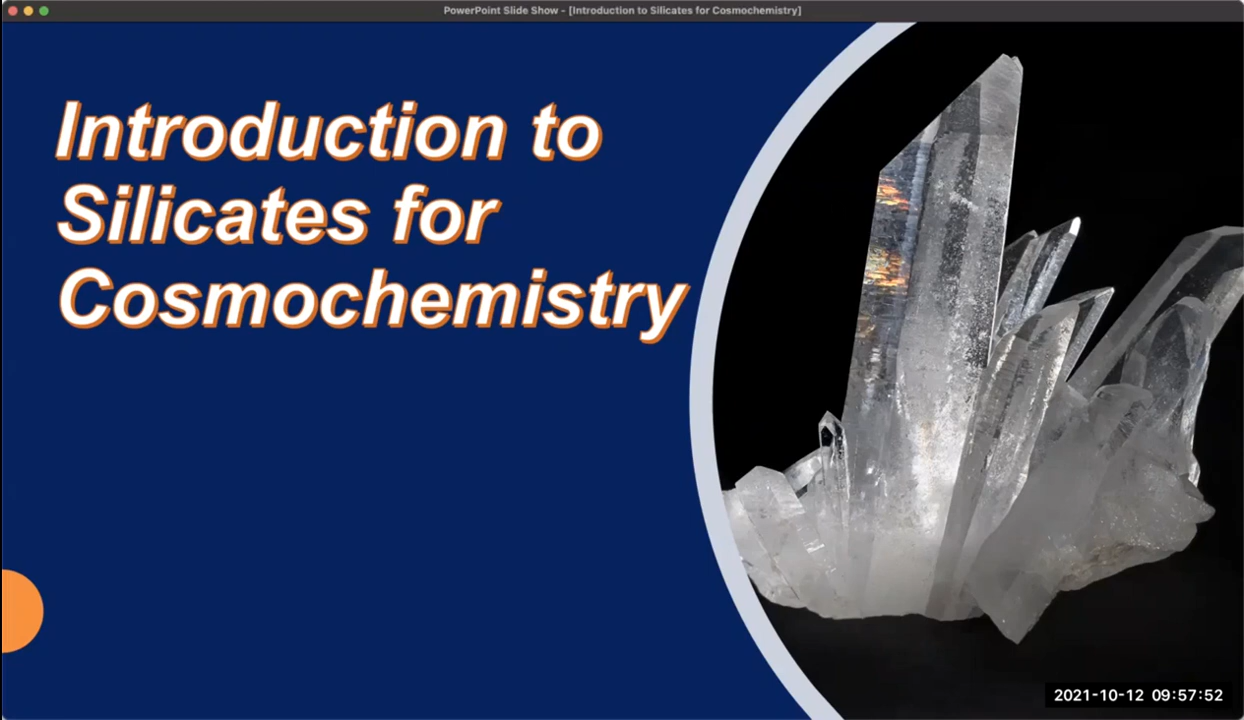 PowerPoint Slide Show - [Introduction to Silicates for Cosmochemistry]
Introduction to
Silicates for
Cosmochemistry
2021-10-12 09:57:52